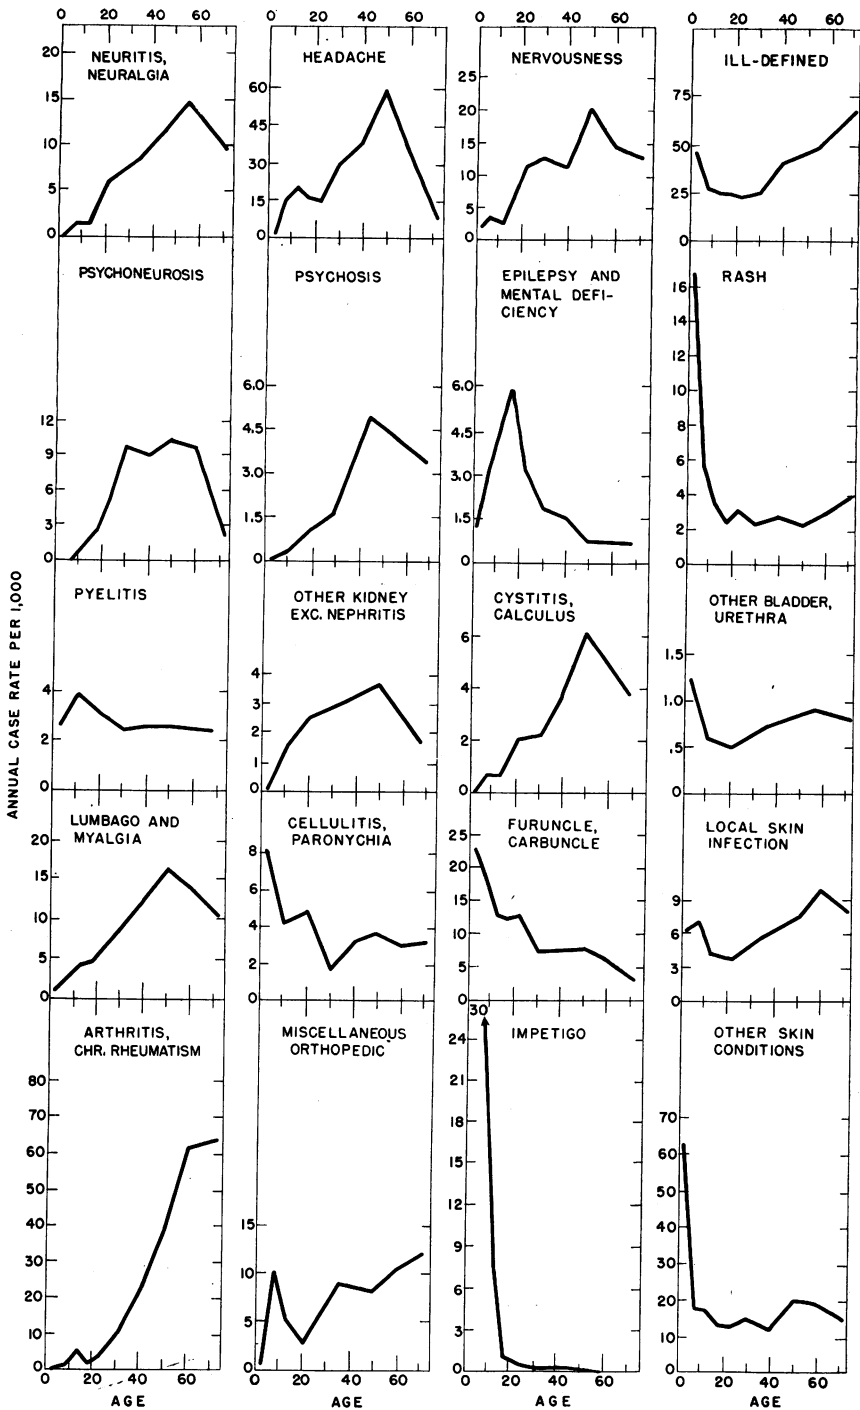 0 20 40 60
0 20 40 60
0 20 40 60
0 20 40 60
NEURITIS,
NEURALGIA
20
15
10
5
0
HEADACHE
60
45
30
15
0
NERVOUSNESS
25
20
15
10
5
0
ILL-DEFINED
75
50
25
0
PSYCHONEUROSIS
12
9
6
3
0
PSYCHOSIS
6.0
4.5
3.0
1.5
0
EPILEPSY AND
MENTAL DEFI-
CIENCY
6.0
4.5
3.0
1.5
0
RASH
16
14
12
10
8
6
4
2
0
ANNUAL CASE RATE PER 1,000
PYELITIS
4
2
0
OTHER KIDNEY
EXC. NEPHRITIS
4
3
2
1
0
CYSTITIS,
CALCULUS
6
4
2
0
OTHER BLADDER,
URETHRA
1.5
1.0
.5
0
LUMBAGO AND
MYALGIA
20
15
10
5
0
CELLULITIS,
PARONYCHIA
8
6
4
2
0
FURUNCLE,
CARBUNCLE
25
20
15
10
5
0
LOCAL SKIN
INFECTION
9
6
3
0
ARTHRITIS,
CHR. RHEUMATISM
80
70
60
50
40
30
20
10
0
MISCELLANEOUS
ORTHOPEDIC
15
10
5
0
30
IMPETIGO
24
21
18
15
12
9
6
3
0
OTHER SKIN
CONDITIONS
70
60
50
40
30
20
10
0
20 40 60
0 20 40 60
0 20 40 60
0 20 40 60
AGE
AGE
AGE
AGE